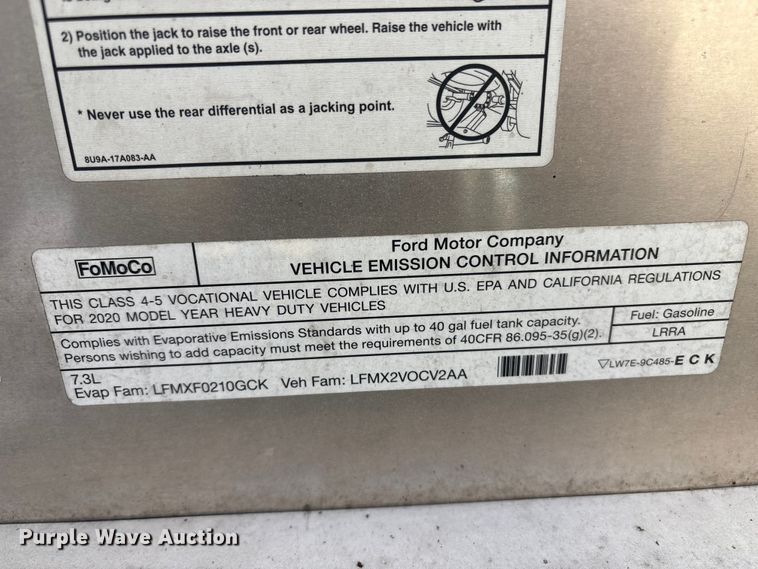 2) Position the jack to raise the front or rear wheel. Raise the vehicle with
the jack applied to the axle (s).
* Never use the rear differential as a jacking point.
8U9A-17A083-AA
FoMoCo
Ford Motor Company
VEHICLE EMISSION CONTROL INFORMATION
THIS CLASS 4-5 VOCATIONAL VEHICLE COMPLIES WITH U.S. EPA AND CALIFORNIA REGULATIONS
FOR 2020 MODEL YEAR HEAVY DUTY VEHICLES
Complies with Evaporative Emissions Standards with up to 40 gal fuel tank capacity.
Persons wishing to add capacity must meet the requirements of 40CFR 86.095-35(g)(2).
Fuel: Gasoline
LRRA
7.3L
Evap Fam: LFMXF0210GCK Veh Fam: LFMX2VOCV2AA
▽LW7E-9C485-E C K
Purple Wave Auction